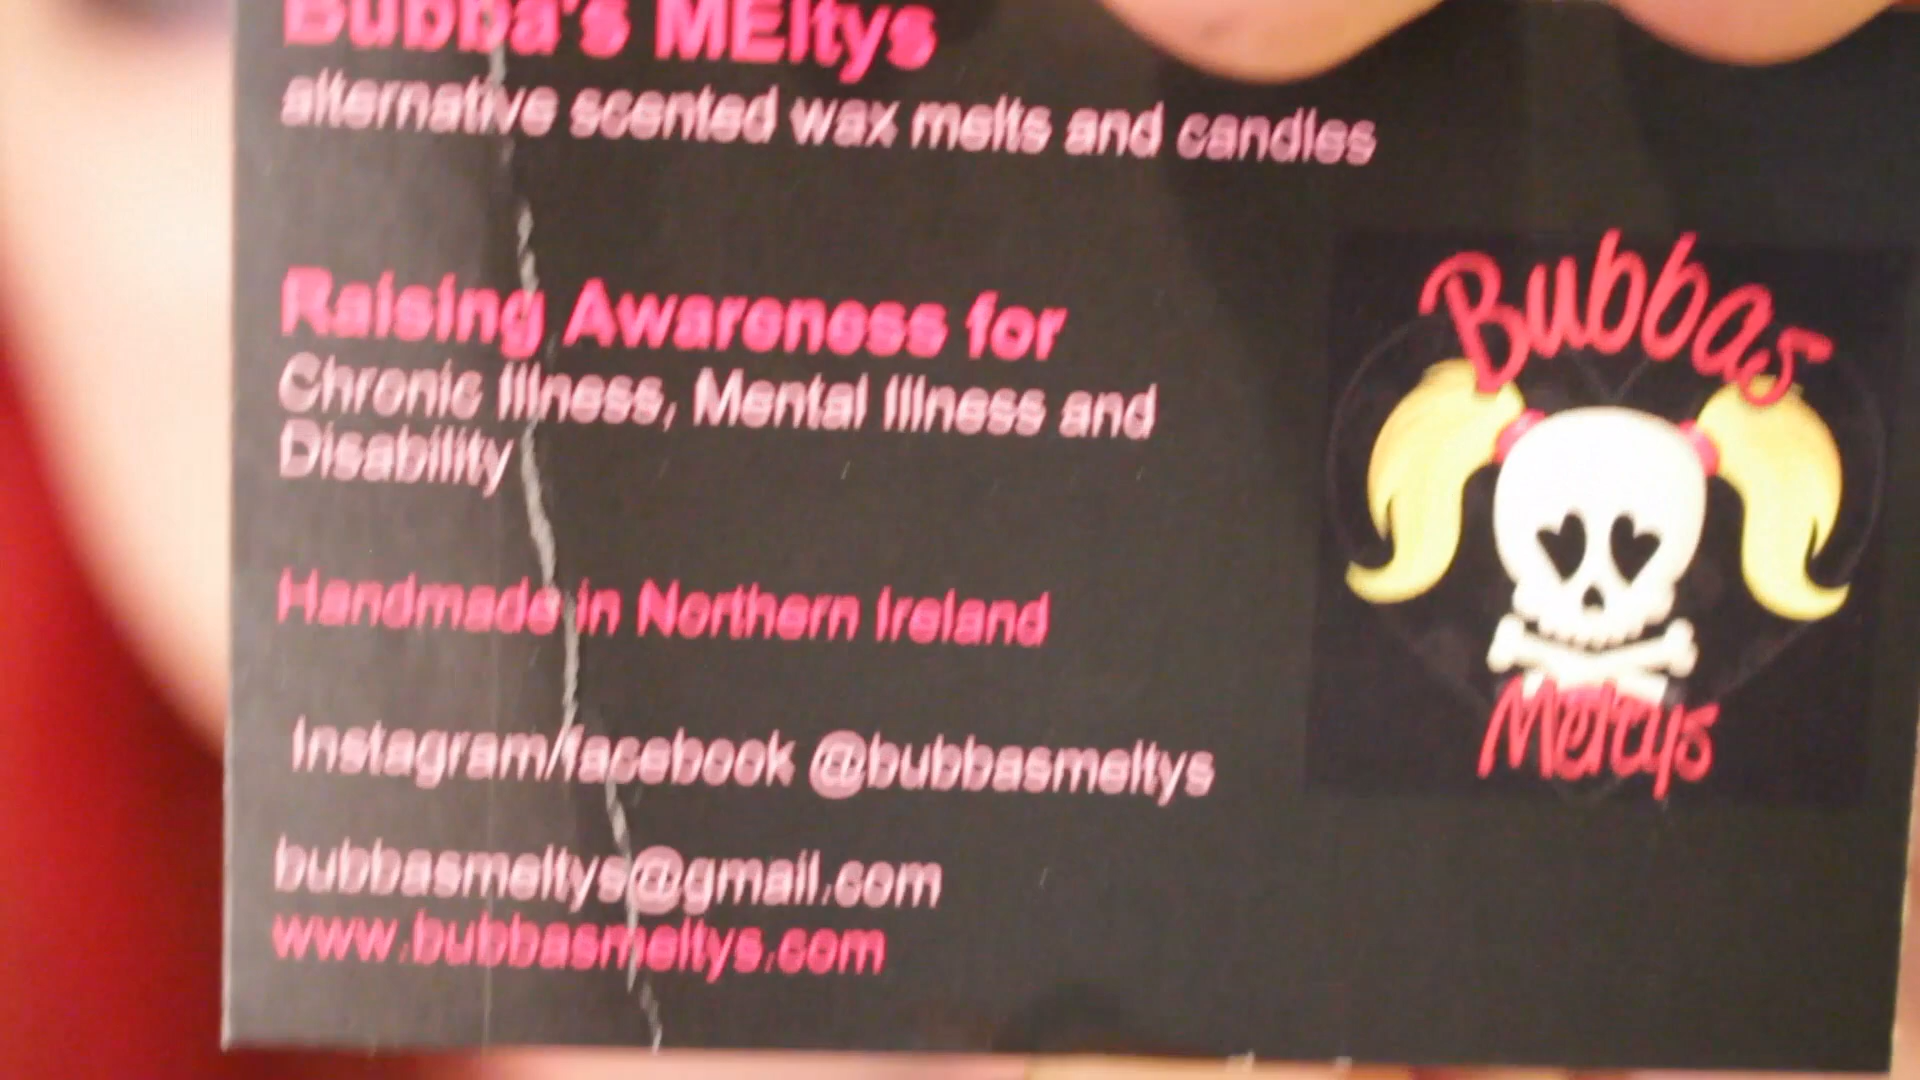 Bubba's MEltys
alternative scented wax melts and candles
Raising Awareness for
Chronic Illness, Mental Illness and
Disability
Handmade in Northern Ireland
Instagram/facebook @bubbasmeltys
bubbasmeltys@gmail.com
www.bubbasmeltys.com
Bubbas
Meltys